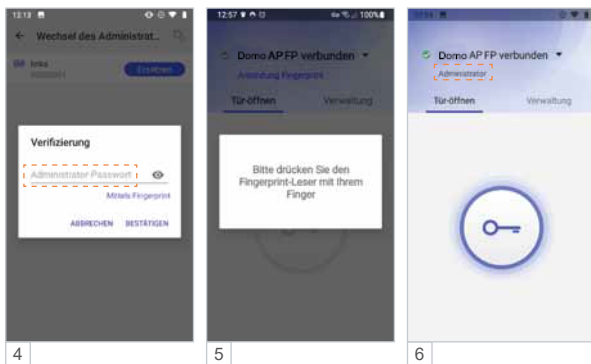 12:13
Wechsel des Administrat...
links
Ersetzen
Verifizierung
Administrator Passwort
Mittels Fingerprint
ABBRECHEN BESTÄTIGEN
4
12:57 100%
Domo AP FP verbunden
Anmeldung Fingerprint
Tür öffnen Verwaltung
Bitte drücken Sie den
Fingerprint-Leser mit Ihrem
Finger
5
Domo AP FP verbunden
Administrator
Tür öffnen Verwaltung
6